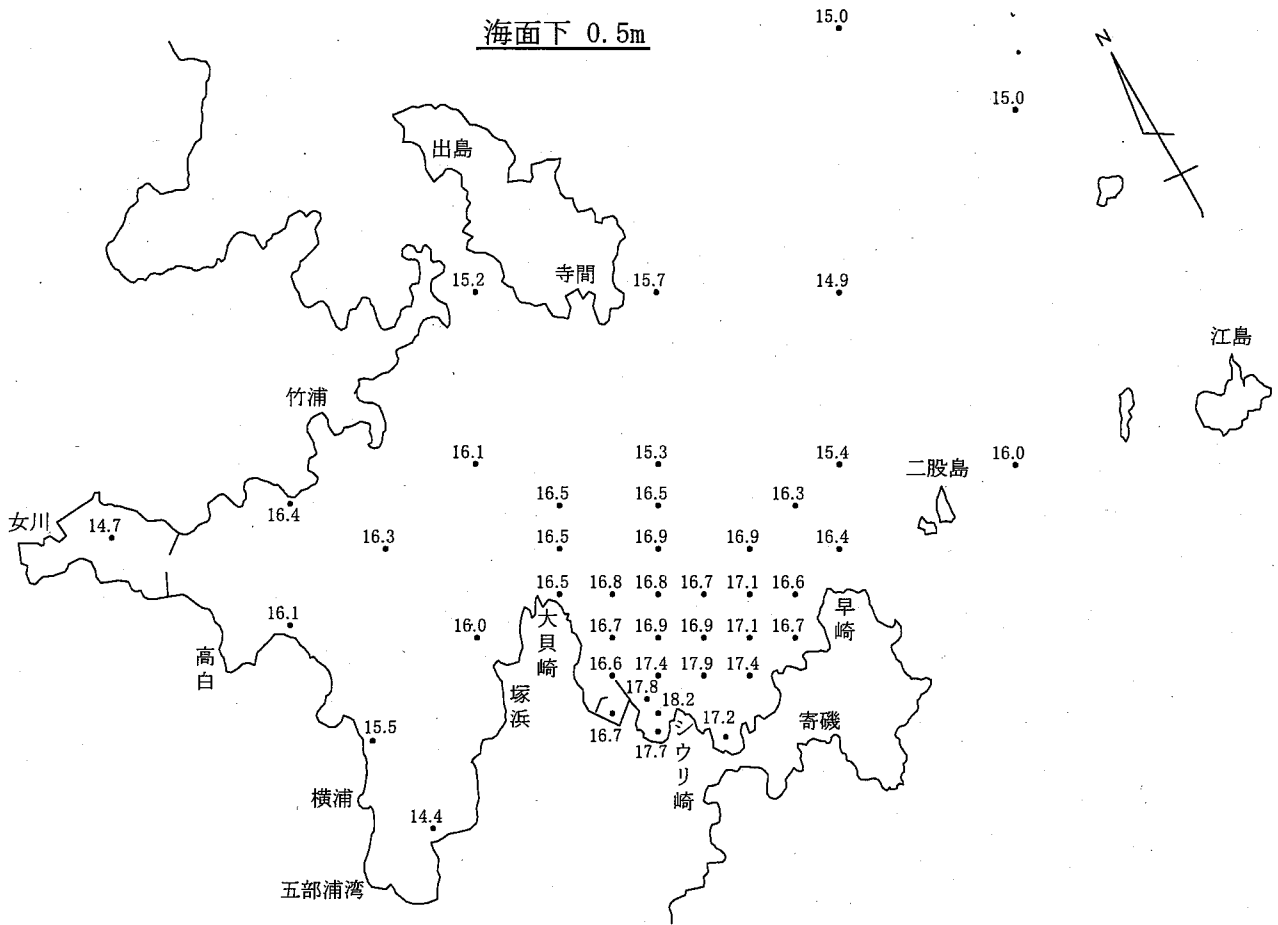 海面下 0.5m
15.0
N
15.0
出島
寺間
15.2
15.7
14.9
江島
竹浦
16.1
15.3
15.4
二股島
16.0
16.5
16.5
16.3
女川
14.7
16.4
16.3
16.5
16.9
16.9
16.4
16.5
16.8
16.8
16.7
17.1
16.6
早崎
16.1
16.0
大貝崎
16.7
16.9
16.9
17.1
16.7
高白
16.6
17.4
17.9
17.4
塚浜
17.8
18.2
16.7
17.7
シウリ崎
17.2
寄磯
15.5
横浦
14.4
五部浦湾